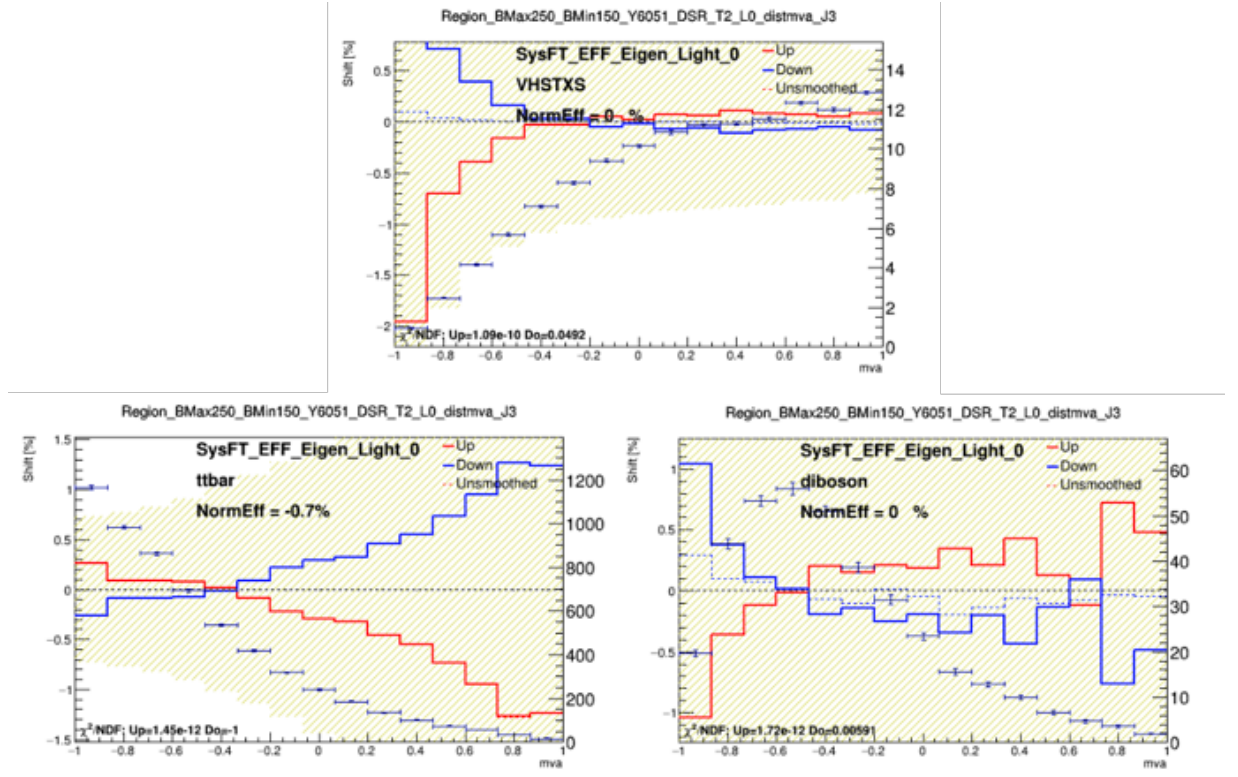 Region_BMax250_BMin150_Y6051_DSR_T2_L0_distmva_J3
Shift [%]
SysFT_EFF_Eigen_Light_0
VHSTXS
NormEff = 0 %
Up
Down
Unsmoothed
0.5
0
−0.5
−1
−1.5
−2
14
12
10
8
6
4
2
0
χ²/NDF: Up=1.09e-10 Do=0.0492
−1 −0.8 −0.6 −0.4 −0.2 0 0.2 0.4 0.6 0.8 1
mva
Region_BMax250_BMin150_Y6051_DSR_T2_L0_distmva_J3
Shift [%]
SysFT_EFF_Eigen_Light_0
ttbar
NormEff = -0.7%
Up
Down
Unsmoothed
1.5
1
0.5
0
−0.5
−1
−1.5
1200
1000
800
600
400
200
0
χ²/NDF: Up=1.45e-12 Do=-1
−1 −0.8 −0.6 −0.4 −0.2 0 0.2 0.4 0.6 0.8 1
mva
Region_BMax250_BMin150_Y6051_DSR_T2_L0_distmva_J3
Shift [%]
SysFT_EFF_Eigen_Light_0
diboson
NormEff = 0 %
Up
Down
Unsmoothed
1
0.5
0
−0.5
−1
60
50
40
30
20
10
0
χ²/NDF: Up=1.72e-12 Do=0.00591
−1 −0.8 −0.6 −0.4 −0.2 0 0.2 0.4 0.6 0.8 1
mva